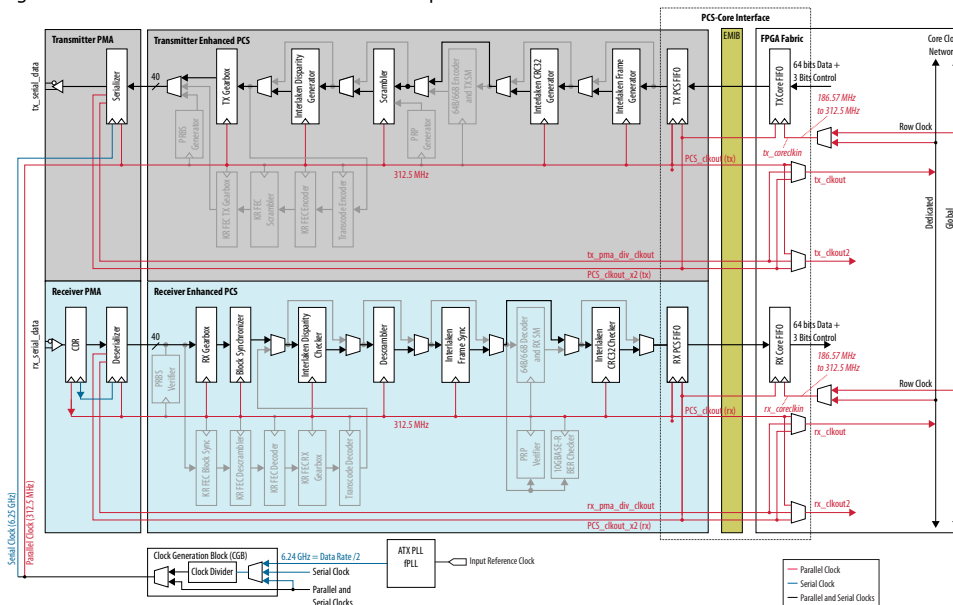 PCS-Core Interface
Transmitter PMA
Transmitter Enhanced PCS
EMIB
FPGA Fabric
Core Clo
Network
tx_serial_data
Serializer
40
TX Gearbox
Interlaken Disparity
Generator
Scrambler
64B/66B Encoder
and TX SM
Interlaken CRC32
Generator
Interlaken Frame
Generator
TX PCS FIFO
TX Core FIFO
64 bits Data +
3 Bits Control
186.57 MHz
to 312.5 MHz
PRBS
Generator
PRP
Generator
tx_coreclkin
Row Clock
PCS_clkout (tx)
312.5 MHz
tx_clkout
KR FEC TX Gearbox
KR FEC
Scrambler
KR FEC Encoder
Transcode Encoder
Dedicated
Global
tx_pma_div_clkout
tx_clkout2
PCS_clkout_x2 (tx)
Receiver PMA
Receiver Enhanced PCS
rx_serial_data
CDR
Deserializer
40
RX Gearbox
Block Synchronizer
Interlaken Disparity
Checker
Descrambler
Interlaken
Frame Sync
64B/66B Decoder
and RX SM
Interlaken
CRC32 Checker
RX PCS FIFO
RX Core FIFO
64 bits Data +
3 Bits Control
186.57 MHz
to 312.5 MHz
PRBS
Verifier
rx_coreclkin
Row Clock
PCS_clkout (rx)
312.5 MHz
rx_clkout
KR FEC Block Sync
KR FEC Descrambler
KR FEC Decoder
KR FEC RX
Gearbox
Transcode Decoder
PRP
Verifier
10GBASE-R
BER Checker
rx_pma_div_clkout
rx_clkout2
PCS_clkout_x2 (rx)
Serial Clock (6.25 GHz)
Parallel Clock (312.5 MHz)
Clock Generation Block (CGB)
Clock Divider
6.24 GHz = Data Rate /2
Serial Clock
Parallel and
Serial Clocks
ATX PLL
fPLL
Input Reference Clock
Parallel Clock
Serial Clock
Parallel and Serial Clocks